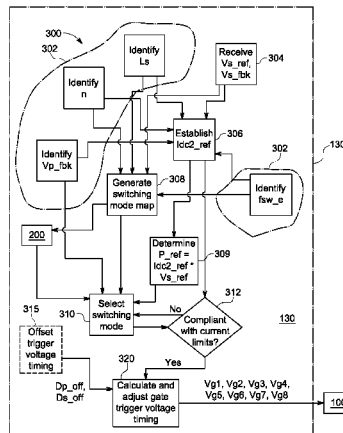 300
302
Identify
Ls
Receive
Vs_ref,
Vs_fbk
304
Identify
n
Establish
Idc2_ref
306
302
130
Identify
Vp_fbk
Generate
switching
mode map
308
Identify
fsw_e
200
Determine
P_ref =
Idc2_ref *
Vs_ref
309
312
310
Select
switching
mode
No
Compliant
with current
limits?
130
315
Offset
trigger
voltage
timing
Yes
320
Dp_off,
Ds_off
Calculate and
adjust gate
trigger voltage
timing
Vg1, Vg2, Vg3, Vg4,
Vg5, Vg6, Vg7, Vg8
100